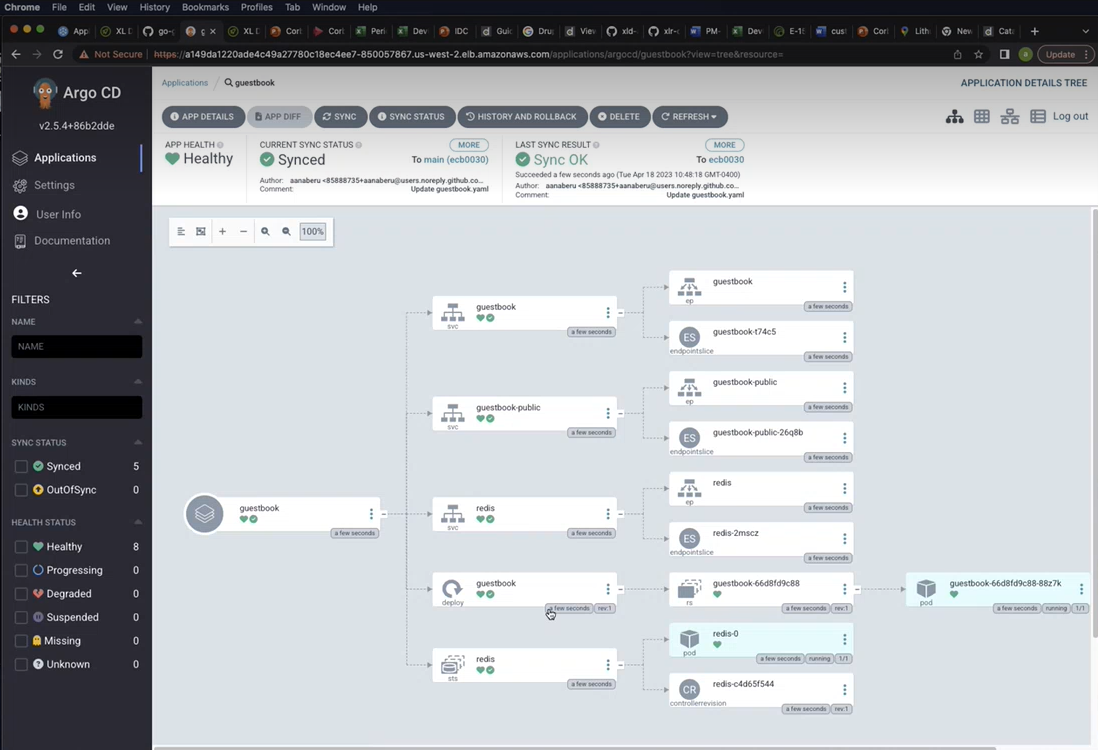 Chrome File Edit View History Bookmarks Profiles Tab Window Help
App XL D go- g XL D Cort Cort Peri Dev IDC Guic Drup Viev xld- xlr-c PM- Dev E-1S cust Cort Lith New Cata
Not Secure https://a149da1220ade4c49a27780c18ec4ee7-850057867.us-west-2.elb.amazonaws.com/applications/argocd/guestbook?view=tree&resource= a Update
Argo CD
v2.5.4+86b2dde
Applications
Settings
User Info
Documentation
FILTERS
NAME
NAME
KINDS
KINDS
SYNC STATUS
Synced 5
OutOfSync 0
HEALTH STATUS
Healthy 8
Progressing 0
Degraded 0
Suspended 0
Missing 0
Unknown 0
Applications / guestbook APPLICATION DETAILS TREE
APP DETAILS APP DIFF SYNC SYNC STATUS HISTORY AND ROLLBACK DELETE REFRESH Log out
APP HEALTH
Healthy
CURRENT SYNC STATUS MORE
Synced To main (ecb0030)
Author: aanaberu <85888735+aanaberu@users.noreply.github.co...
Comment: Update guestbook.yaml
LAST SYNC RESULT MORE
Sync OK To ecb0030
Succeeded a few seconds ago (Tue Apr 18 2023 10:48:18 GMT-0400)
Author: aanaberu <85888735+aanaberu@users.noreply.github.co...
Comment: Update guestbook.yaml
100%
guestbook
a few seconds
guestbook
svc
a few seconds
guestbook
ep
a few seconds
guestbook-t74c5
ES
endpointslice
a few seconds
guestbook-public
svc
a few seconds
guestbook-public
ep
a few seconds
guestbook-public-26q8b
ES
endpointslice
a few seconds
redis
svc
a few seconds
redis
ep
a few seconds
redis-2mscz
ES
endpointslice
a few seconds
guestbook
deploy
a few seconds rev:1
guestbook-66d8fd9c88
rs
a few seconds rev:1
guestbook-66d8fd9c88-88z7k
pod
a few seconds running 1/1
redis
sts
a few seconds
redis-0
pod
a few seconds running 1/1
redis-c4d65f544
CR
controllerrevision
a few seconds rev:1